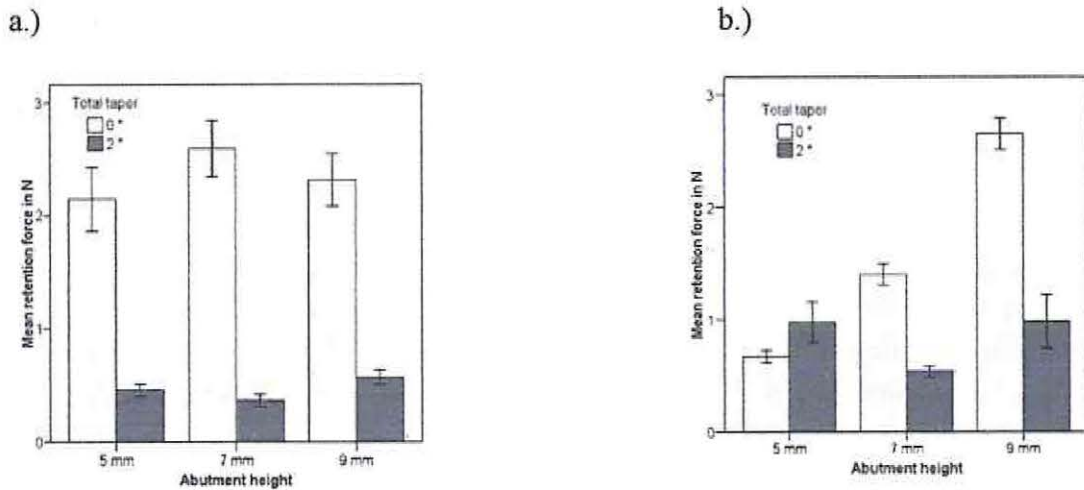 a.)
b.)
Total taper
0 °
2 °
3
2
1
0
Mean retention force in N
5 mm
7 mm
9 mm
Abutment height
Total taper
0 °
2 °
3
2
1
0
Mean retention force in N
5 mm
7 mm
9 mm
Abutment height